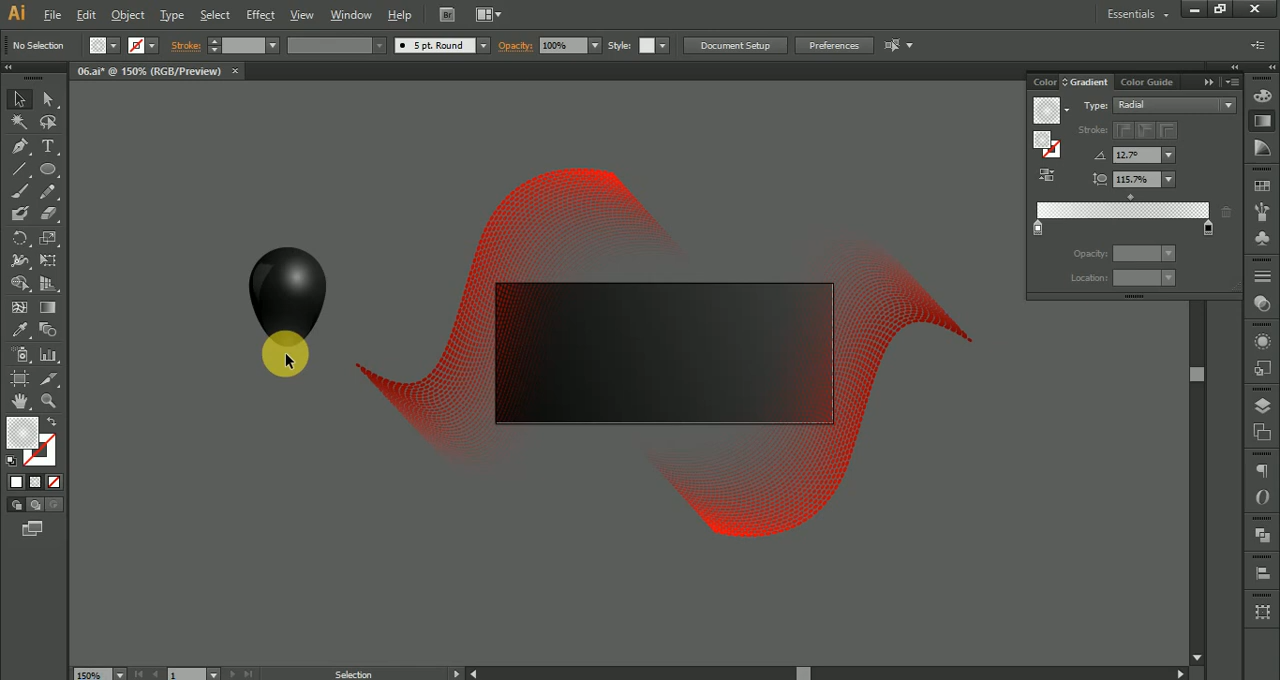 Ai File Edit Object Type Select Effect View Window Help Br Essentials
No Selection Stroke: 5 pt. Round Opacity: 100% Style: Document Setup Preferences
06.ai* @ 150% (RGB/Preview)
Color Gradient Color Guide
Type: Radial
Stroke:
12.7°
115.7%
Opacity:
Location:
150% 1 Selection